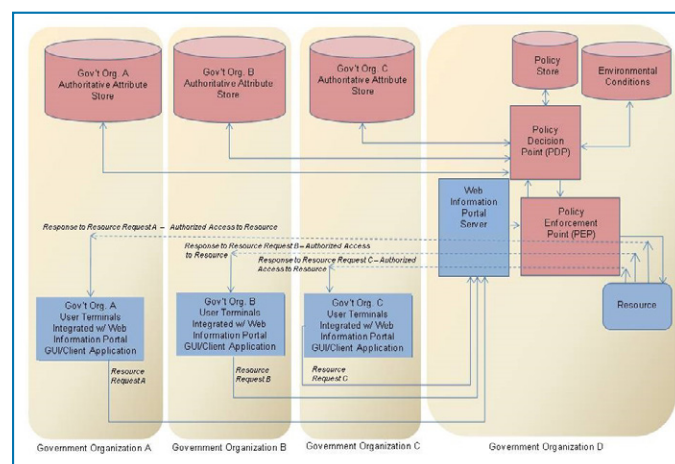 Gov't Org. A
Authoritative Attribute
Store
Gov't Org. B
Authoritative Attribute
Store
Gov't Org. C
Authoritative Attribute
Store
Policy
Store
Environmental
Conditions
Policy
Decision
Point (PDP)
Web
Information
Portal
Server
Policy
Enforcement
Point (PEP)
Response to Resource Request A – Authorized Access to Resource
Response to Resource Request B – Authorized Access
to Resource
Response to Resource Request C – Authorized
Access to Resource
Gov't Org. A
User Terminals
Integrated w/ Web
Information Portal
GUI/Client Application
Gov't Org. B
User Terminals
Integrated w/ Web
Information Portal
GUI/Client Application
Gov't Org. C
User Terminals
Integrated w/ Web
Information Portal
GUI/Client Application
Resource
Resource
Request A
Resource
Request B
Resource
Request C
Government Organization A
Government Organization B
Government Organization C
Government Organization D